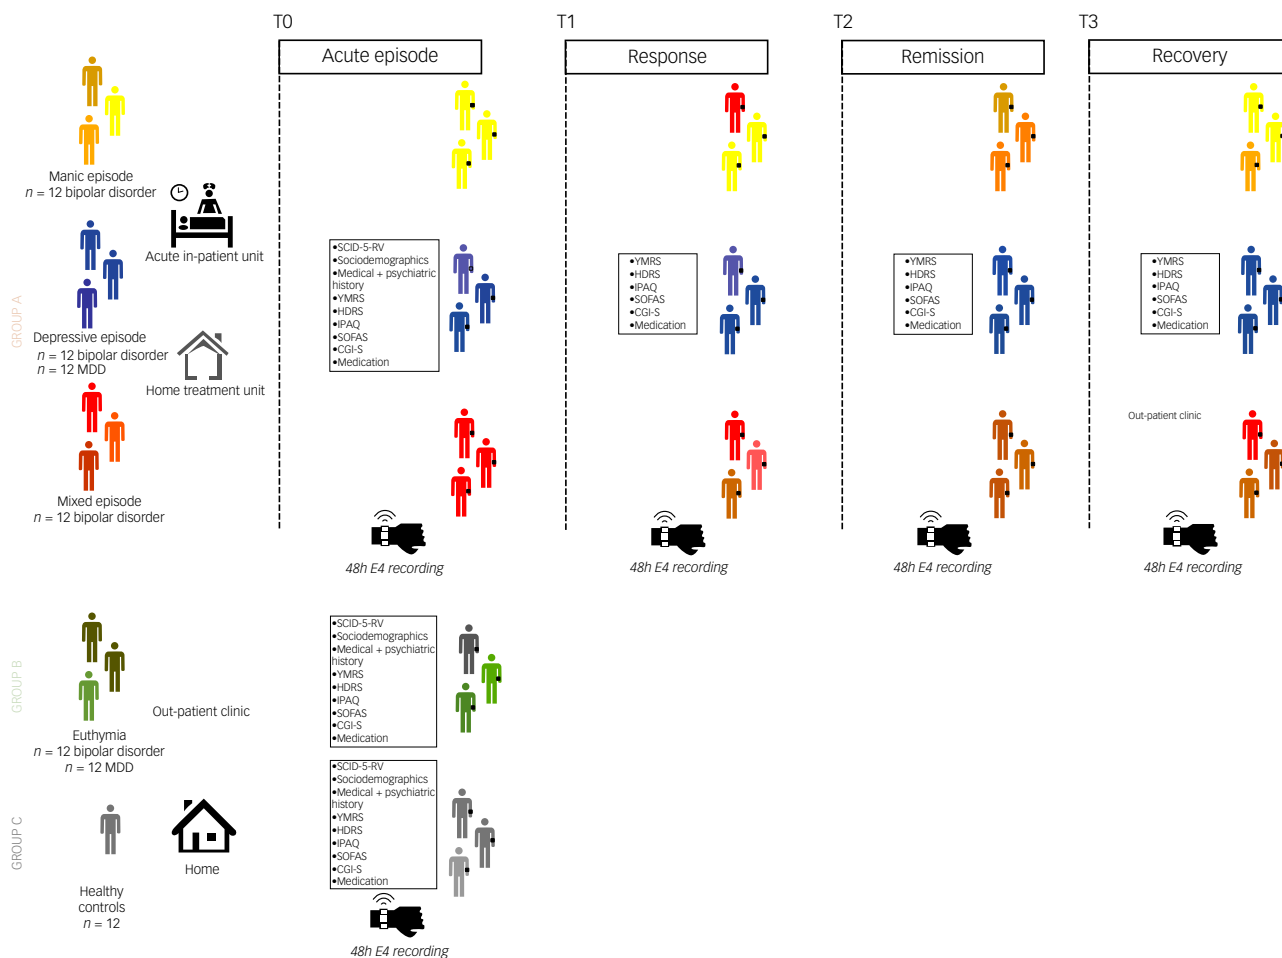 T0
T1
T2
T3
Acute episode
Response
Remission
Recovery
GROUP A
Manic episode
n = 12 bipolar disorder
Acute in-patient unit
Depressive episode
n = 12 bipolar disorder
n = 12 MDD
Home treatment unit
Mixed episode
n = 12 bipolar disorder
•SCID-5-RV
•Sociodemographics
•Medical + psychiatric
history
•YMRS
•HDRS
•IPAQ
•SOFAS
•CGI-S
•Medication
•YMRS
•HDRS
•IPAQ
•SOFAS
•CGI-S
•Medication
•YMRS
•HDRS
•IPAQ
•SOFAS
•CGI-S
•Medication
•YMRS
•HDRS
•IPAQ
•SOFAS
•CGI-S
•Medication
Out-patient clinic
48h E4 recording
48h E4 recording
48h E4 recording
48h E4 recording
GROUP B
Euthymia
n = 12 bipolar disorder
n = 12 MDD
Out-patient clinic
•SCID-5-RV
•Sociodemographics
•Medical + psychiatric
history
•YMRS
•HDRS
•IPAQ
•SOFAS
•CGI-S
•Medication
GROUP C
Healthy
controls
n = 12
Home
•SCID-5-RV
•Sociodemographics
•Medical + psychiatric
history
•YMRS
•HDRS
•IPAQ
•SOFAS
•CGI-S
•Medication
48h E4 recording